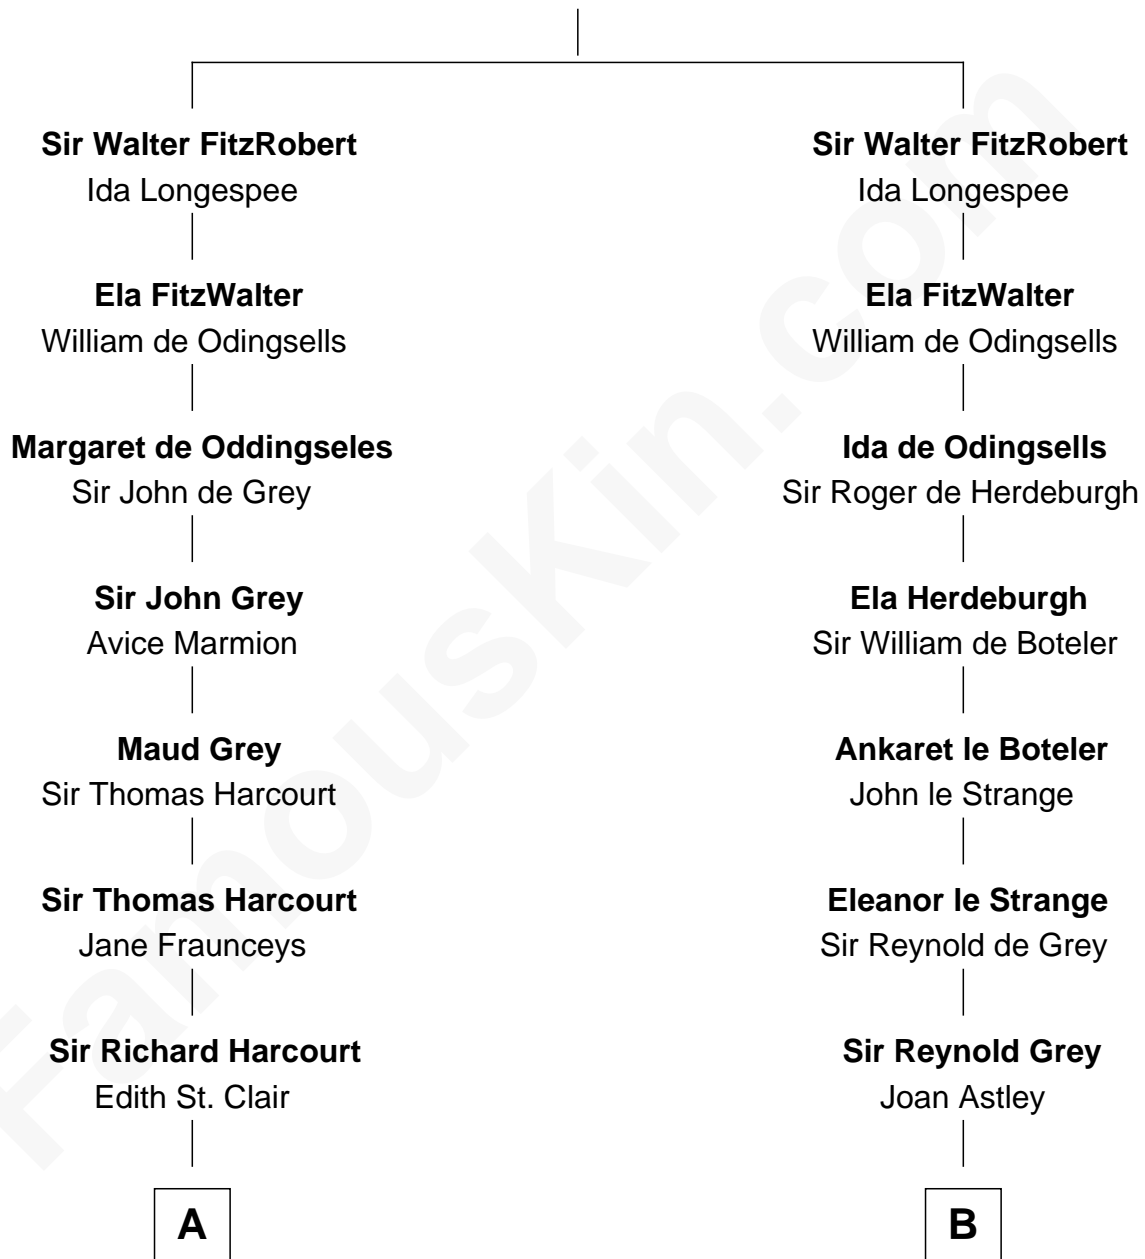 Sir Walter FitzRobert
Ida Longespee
Ela FitzWalter
William de Odingsells
Margaret de Oddingseles
Sir John de Grey
Sir John Grey
Avice Marmion
Maud Grey
Sir Thomas Harcourt
Sir Thomas Harcourt
Jane Fraunceys
Sir Richard Harcourt
Edith St. Clair
A
Sir Walter FitzRobert
Ida Longespee
Ela FitzWalter
William de Odingsells
Ida de Odingsells
Sir Roger de Herdeburgh
Ela Herdeburgh
Sir William de Boteler
Ankaret le Boteler
John le Strange
Eleanor le Strange
Sir Reynold de Grey
Sir Reynold Grey
Joan Astley
B
FamousKin.com